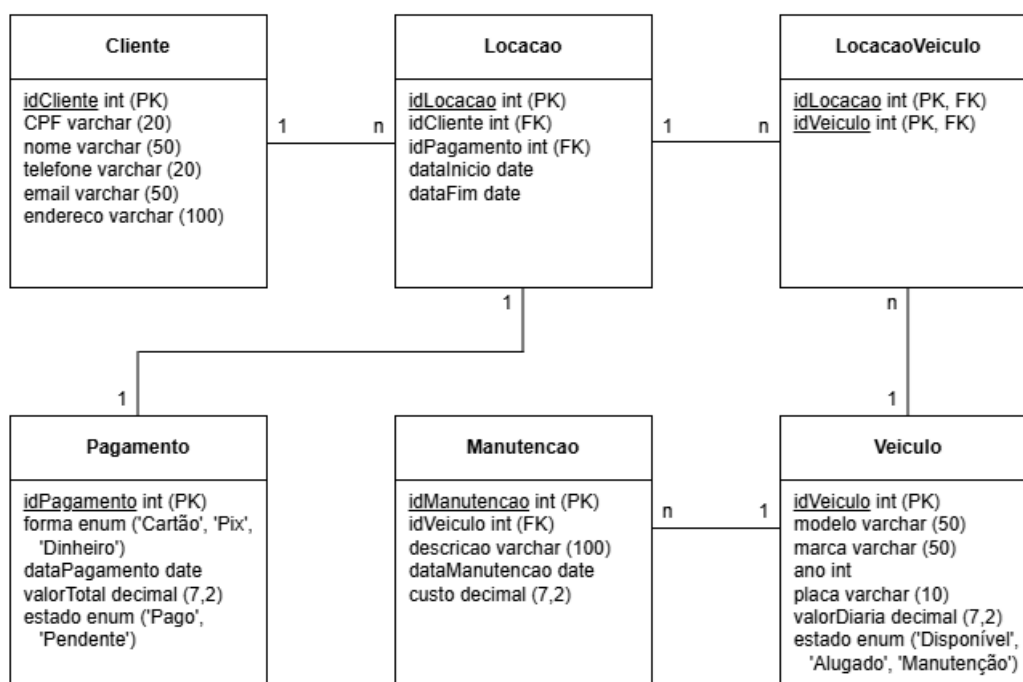 Cliente
idCliente int (PK)
CPF varchar (20)
nome varchar (50)
telefone varchar (20)
email varchar (50)
endereco varchar (100)
1
n
Locacao
idLocacao int (PK)
idCliente int (FK)
idPagamento int (FK)
dataInicio date
dataFim date
1
n
LocacaoVeiculo
idLocacao int (PK, FK)
idVeiculo int (PK, FK)
1
1
n
1
Pagamento
idPagamento int (PK)
forma enum ('Cartão', 'Pix',
'Dinheiro')
dataPagamento date
valorTotal decimal (7,2)
estado enum ('Pago',
'Pendente')
Manutencao
idManutencao int (PK)
idVeiculo int (FK)
descricao varchar (100)
dataManutencao date
custo decimal (7,2)
n
1
Veiculo
idVeiculo int (PK)
modelo varchar (50)
marca varchar (50)
ano int
placa varchar (10)
valorDiaria decimal (7,2)
estado enum ('Disponível',
'Alugado', 'Manutenção')